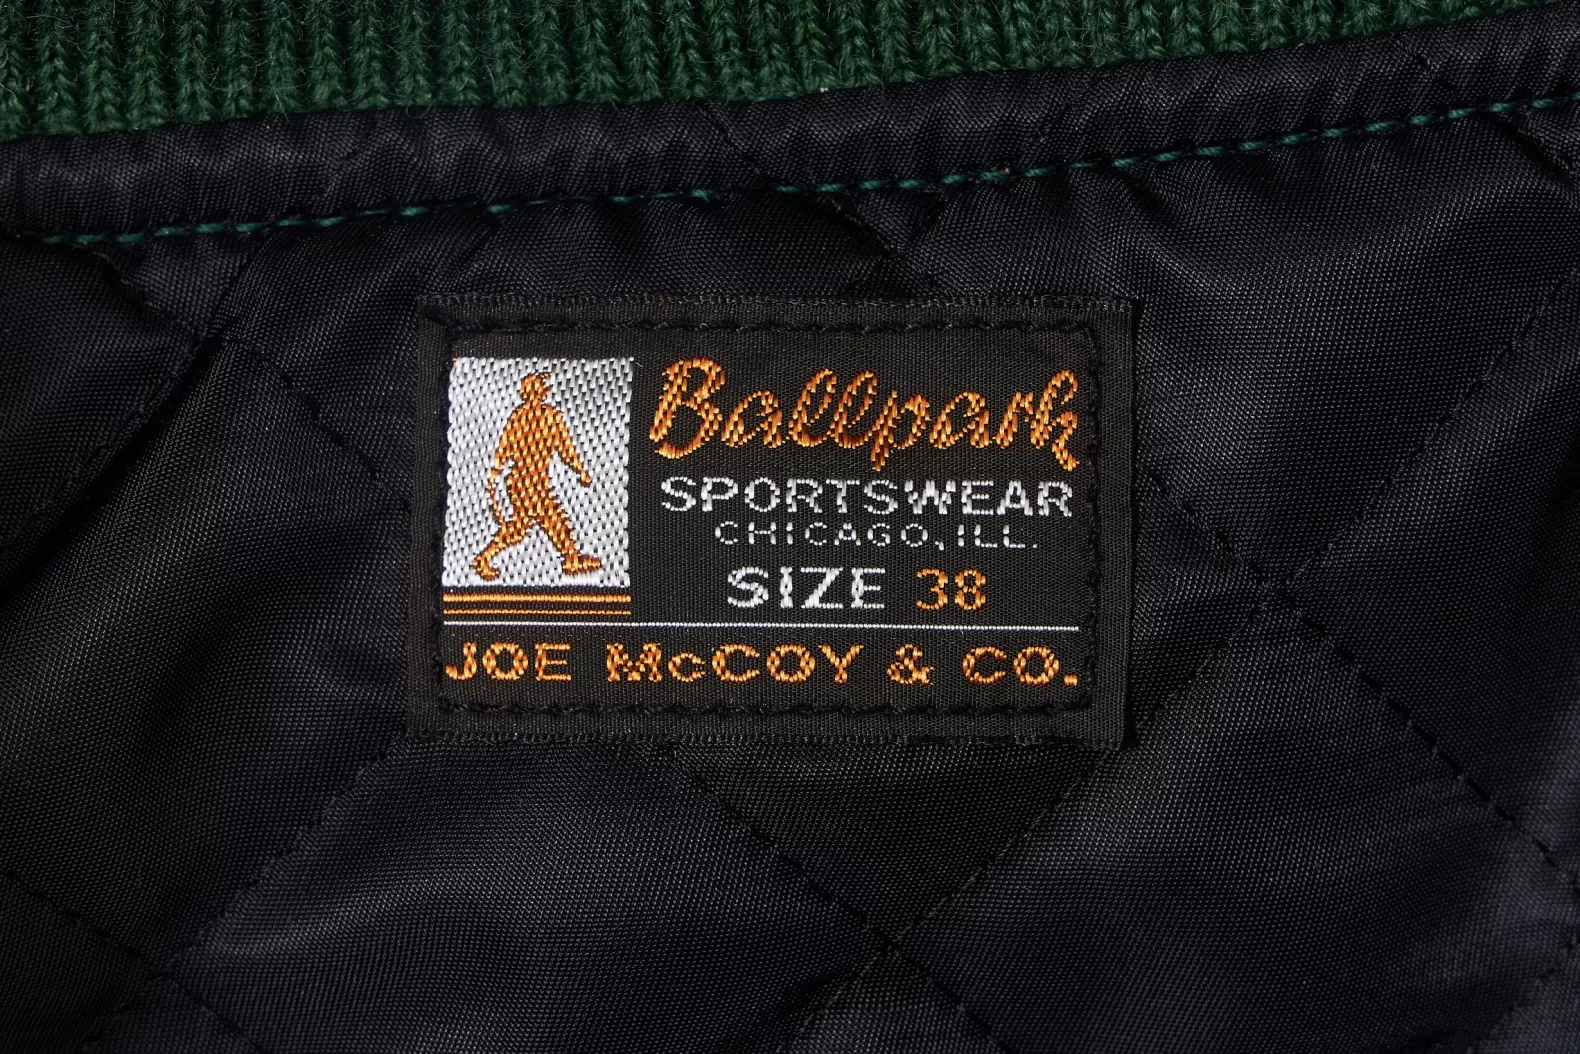 Ballpark
SPORTSWEAR
CHICAGO, ILL.
SIZE 38
JOE McCOY & CO.